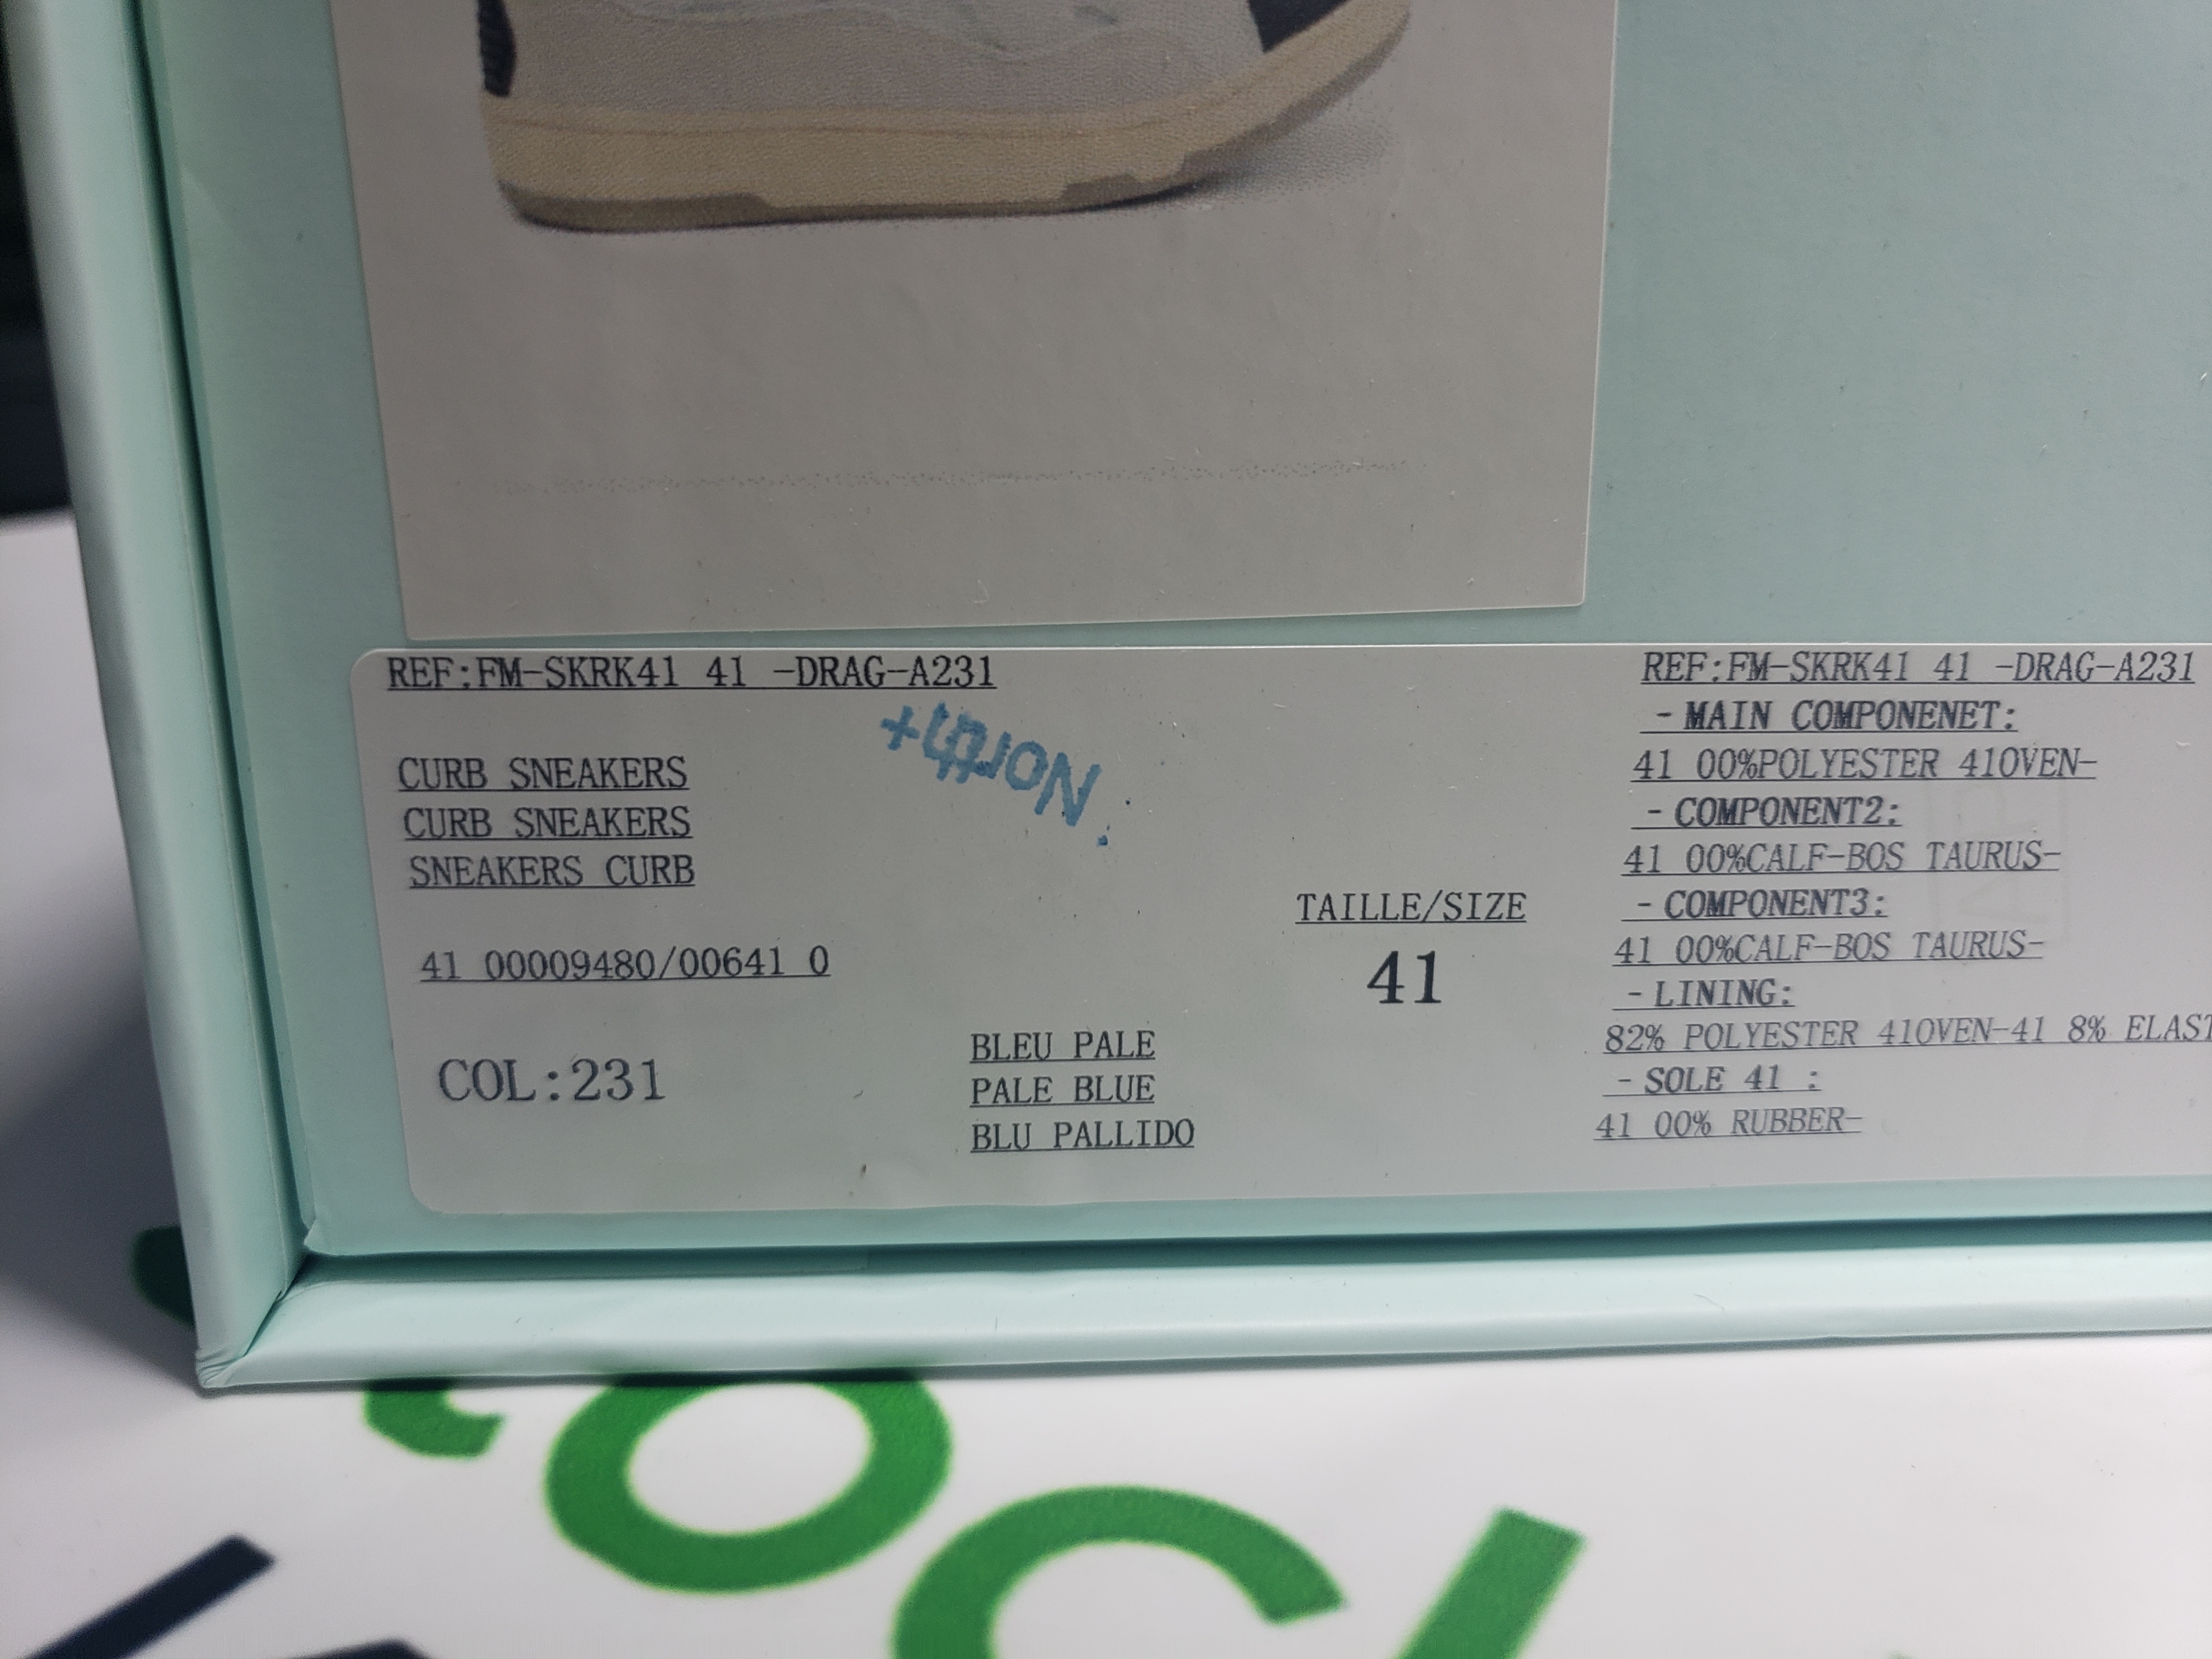 REF:FM-SKRK41 41 -DRAG-A231
CURB SNEAKERS
CURB SNEAKERS
SNEAKERS CURB
41 00009480/00641 0
COL:231
BLEU PALE
PALE BLUE
BLU PALLIDO
TAILLE/SIZE
41
REF:FM-SKRK41 41 -DRAG-A231
- MAIN COMPONENET:
41 00%POLYESTER 41OVEN-
- COMPONENT2:
41 00%CALF-BOS TAURUS-
- COMPONENT3:
41 00%CALF-BOS TAURUS-
- LINING:
82% POLYESTER 41OVEN-41 8% ELAST
- SOLE 41 :
41 00% RUBBER-